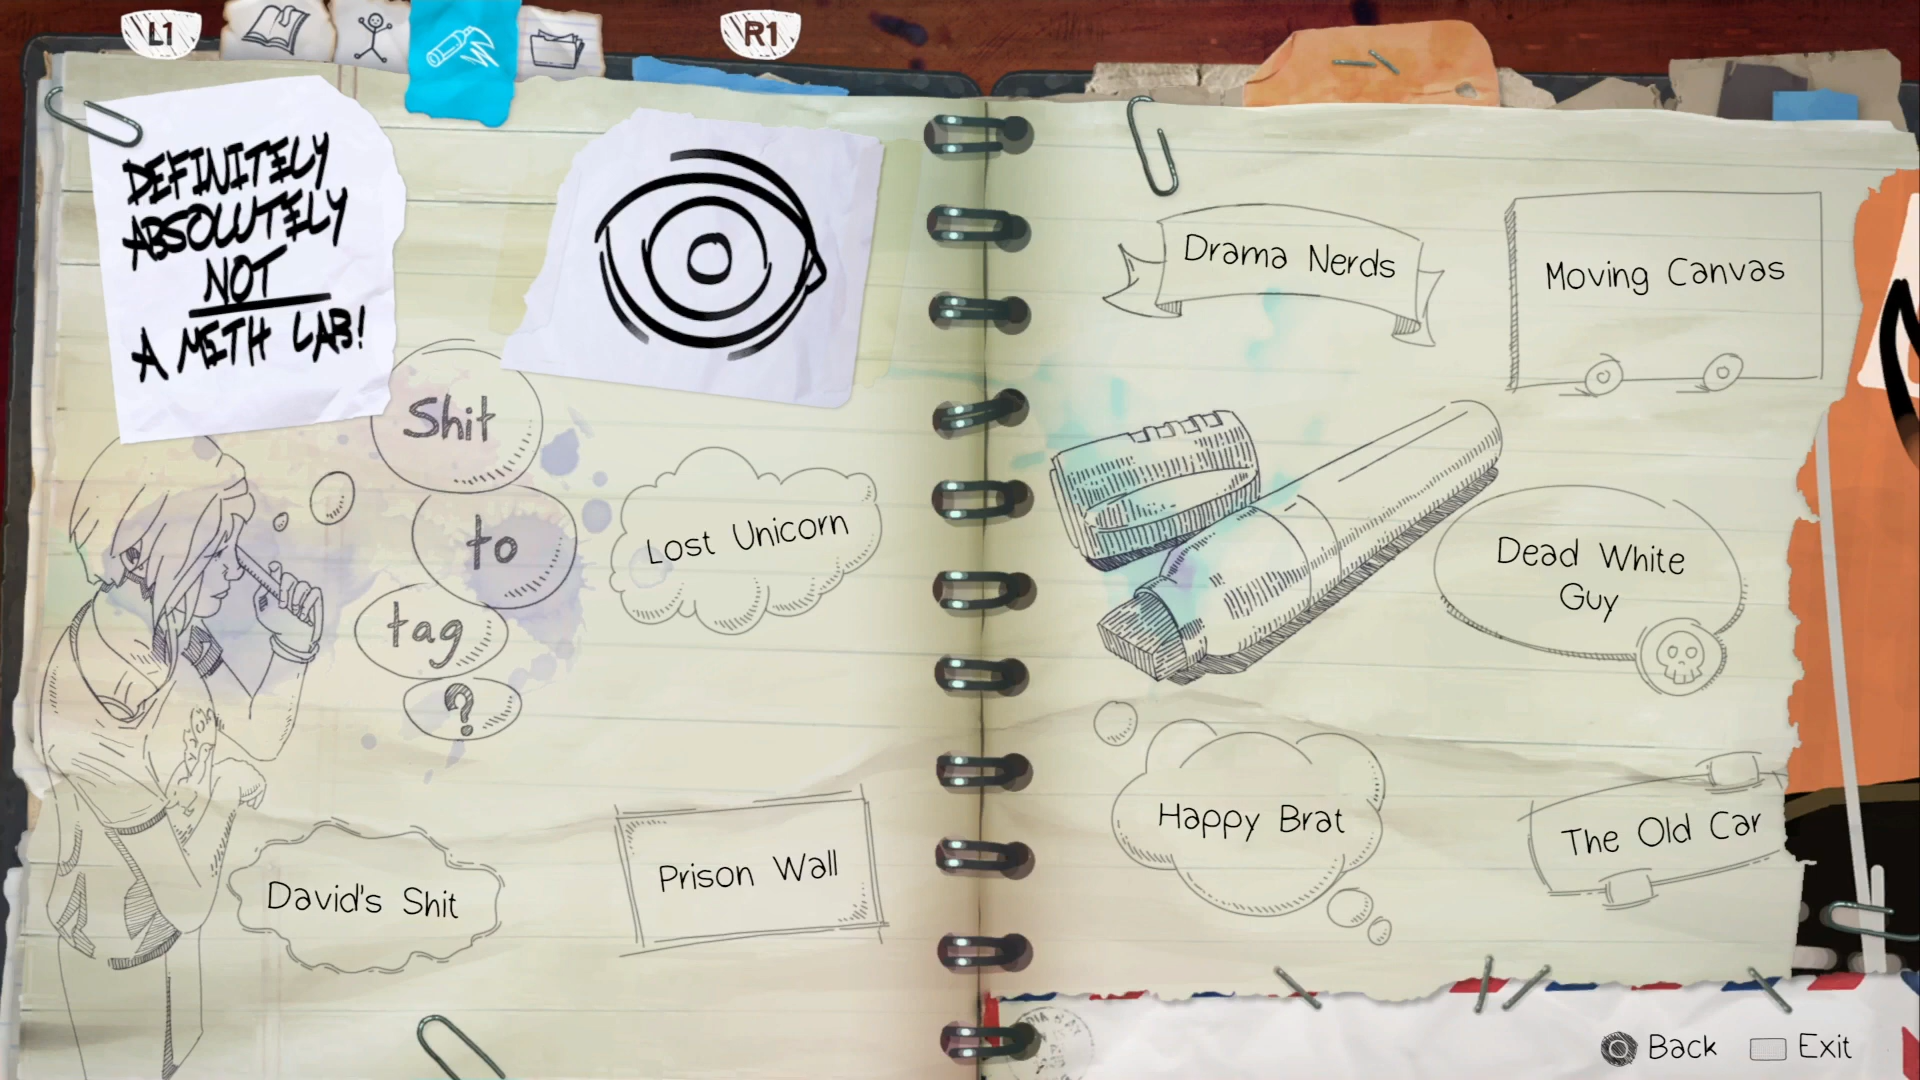 L1
R1
DEFINITELY
ABSOLUTELY
NOT
A METH LAB!
Shit
to
tag
?
Lost Unicorn
David's Shit
Prison Wall
Drama Nerds
Moving Canvas
Dead White
Guy
Happy Brat
The Old Car
Back
Exit